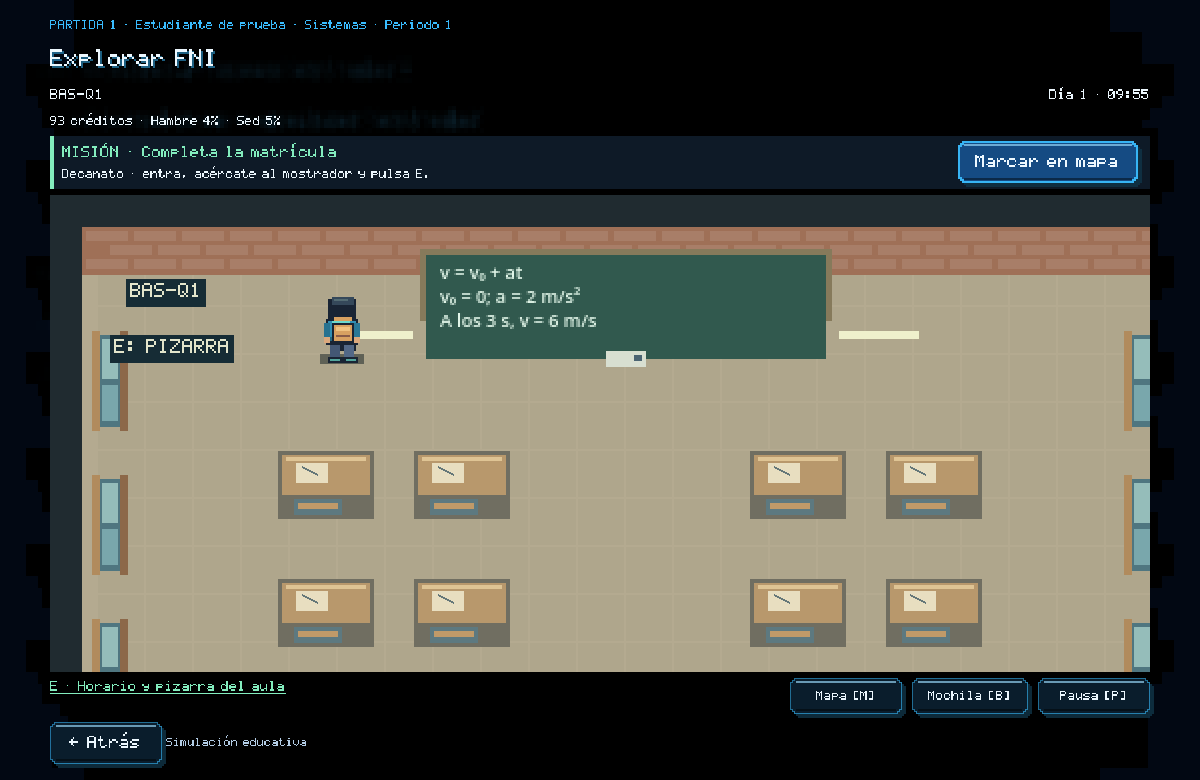 PARTIDA 1 · Estudiante de prueba · Sistemas · Periodo 1
Explorar FNI
BAS-Q1
Día 1 · 09:55
93 créditos · Hambre 4% · Sed 5%
MISIÓN · Completa la matrícula
Decanato · entra, acércate al mostrador y pulsa E.
Marcar en mapa
BAS-Q1
E: PIZARRA
v = v₀ + at
v₀ = 0; a = 2 m/s²
A los 3 s, v = 6 m/s
E · Horario y pizarra del aula
Mapa [M]
Mochila [B]
Pausa [P]
← Atrás
Simulación educativa